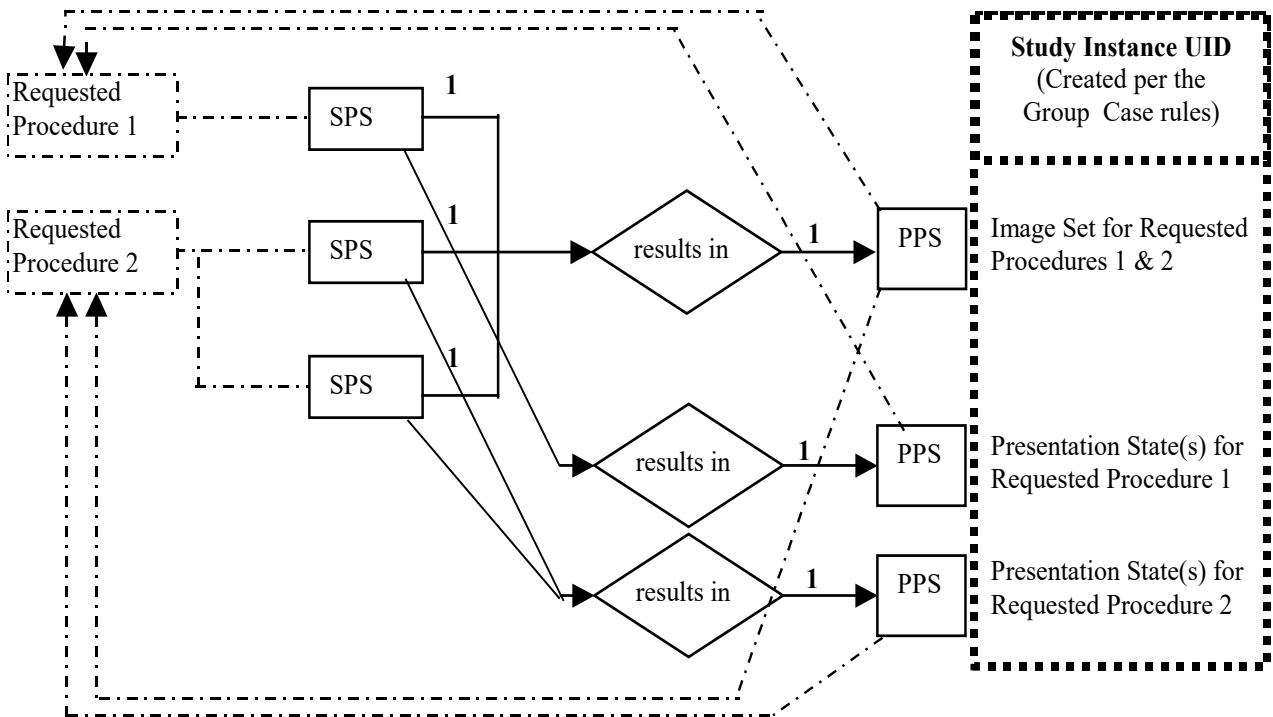 Study Instance UID
(Created per the
Group Case rules)
Requested
Procedure 1
SPS
1
Requested
Procedure 2
SPS
1
results in
1
PPS
Image Set for Requested
Procedures 1 & 2
SPS
1
results in
1
PPS
Presentation State(s) for
Requested Procedure 1
results in
1
PPS
Presentation State(s) for
Requested Procedure 2